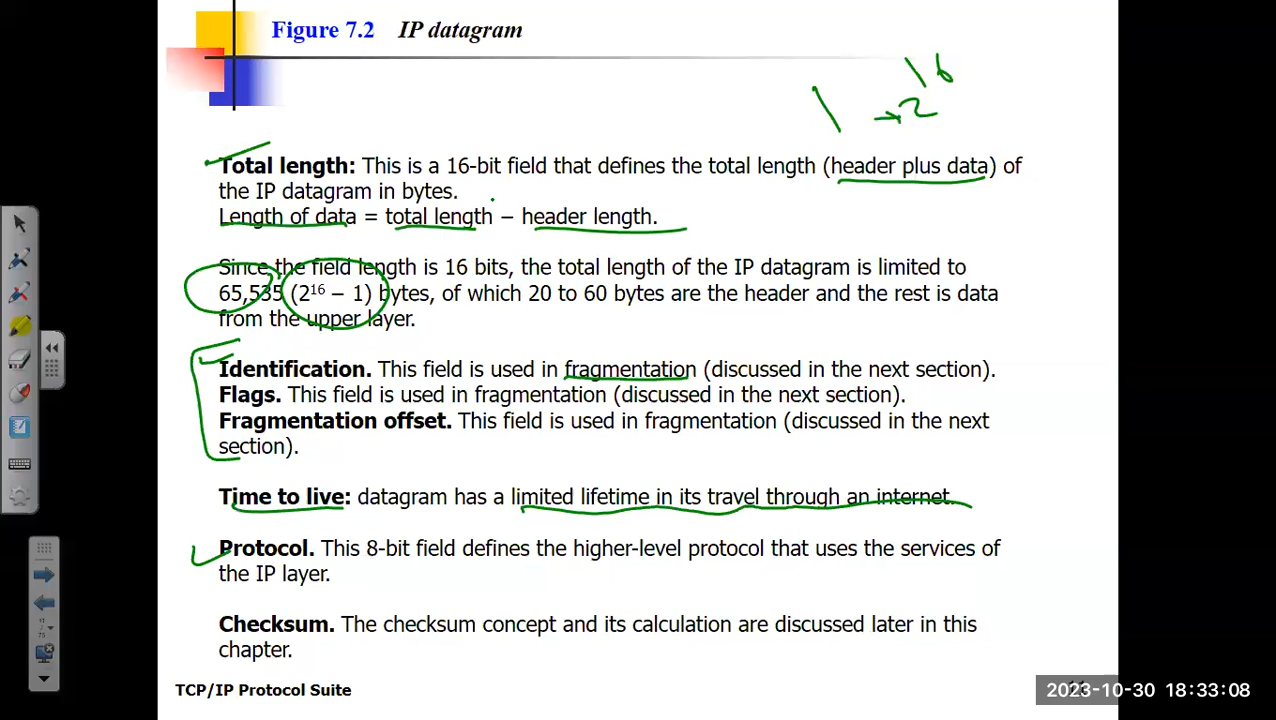 Figure 7.2 IP datagram
16
1 → 2
Total length: This is a 16-bit field that defines the total length (header plus data) of
the IP datagram in bytes.
Length of data = total length – header length.
Since the field length is 16 bits, the total length of the IP datagram is limited to
65,535 (2¹⁶ – 1) bytes, of which 20 to 60 bytes are the header and the rest is data
from the upper layer.
Identification. This field is used in fragmentation (discussed in the next section).
Flags. This field is used in fragmentation (discussed in the next section).
Fragmentation offset. This field is used in fragmentation (discussed in the next
section).
Time to live: datagram has a limited lifetime in its travel through an internet.
Protocol. This 8-bit field defines the higher-level protocol that uses the services of
the IP layer.
Checksum. The checksum concept and its calculation are discussed later in this
chapter.
TCP/IP Protocol Suite
2023-10-30 18:33:08